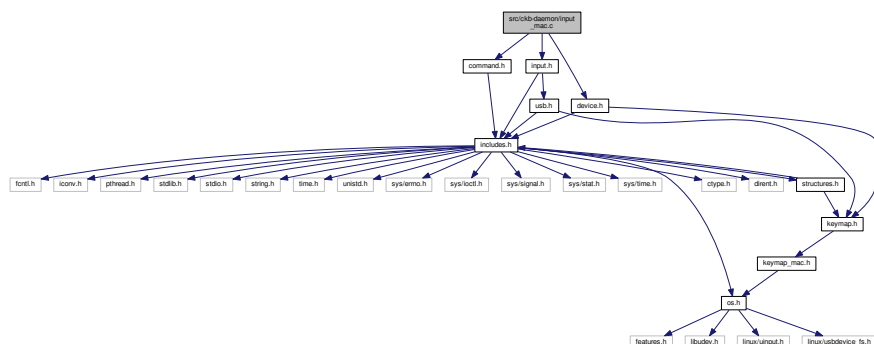 src/ckb-daemon/input
_mac.c
command.h
input.h
usb.h
device.h
includes.h
fcntl.h
iconv.h
pthread.h
stdlib.h
stdio.h
string.h
time.h
unistd.h
sys/errno.h
sys/ioctl.h
sys/signal.h
sys/stat.h
sys/time.h
ctype.h
dirent.h
structures.h
keymap.h
keymap_mac.h
os.h
features.h
libudev.h
linux/uinput.h
linux/usbdevice_fs.h